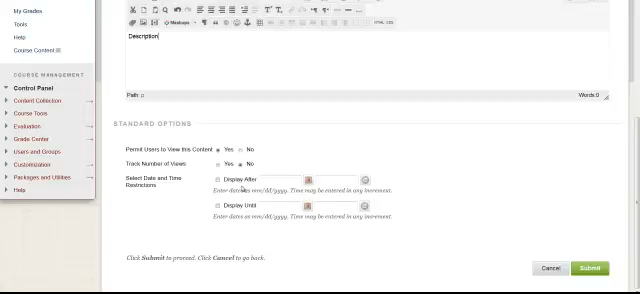 My Grades
Tools
Help
Course Content
COURSE MANAGEMENT
Control Panel
Content Collection
Course Tools
Evaluation
Grade Center
Users and Groups
Customization
Packages and Utilities
Help
Mashups
HTML CSS
Description
Path: p
Words:0
STANDARD OPTIONS
Permit Users to View this Content Yes No
Track Number of Views Yes No
Select Date and Time Restrictions
Display After
Enter dates as mm/dd/yyyy. Time may be entered in any increment.
Display Until
Enter dates as mm/dd/yyyy. Time may be entered in any increment.
Click Submit to proceed. Click Cancel to go back.
Cancel Submit